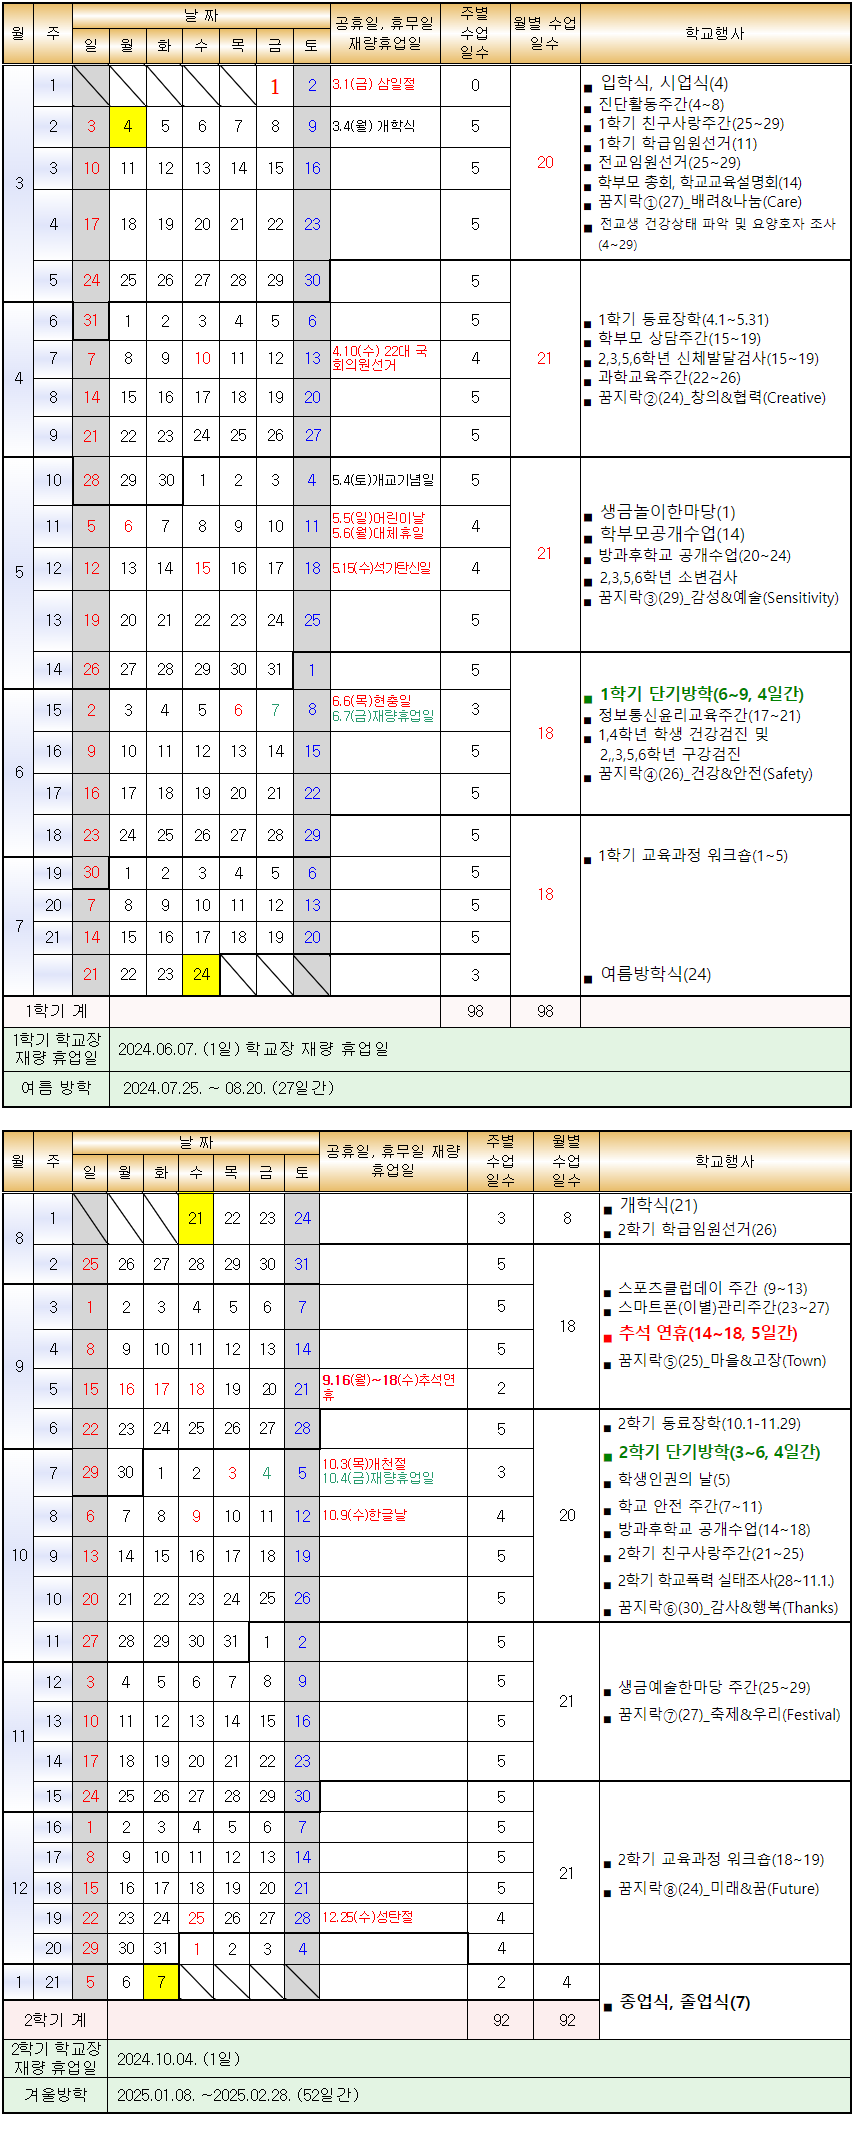 월 주 날 짜 공휴일, 휴무일 재량휴업일 주별 수업 일수 월별 수업 일수 학교행사
일 월 화 수 목 금 토
3 1 1 2 3.1(금) 삼일절 0 20
■ 입학식, 시업식(4)
■ 진단활동주간(4~8)
2 3 4 5 6 7 8 9 3.4(월) 개학식 5
■ 1학기 친구사랑주간(25~29)
■ 1학기 학급임원선거(11)
3 10 11 12 13 14 15 16 5
■ 전교임원선거(25~29)
■ 학부모 총회, 학교교육설명회(14)
■ 꿈지락①(27)_배려&나눔(Care)
4 17 18 19 20 21 22 23 5
■ 전교생 건강상태 파악 및 요양호자 조사
(4~29)
5 24 25 26 27 28 29 30 5 21
4 6 31 1 2 3 4 5 6 5
■ 1학기 동료장학(4.1~5.31)
■ 학부모 상담주간(15~19)
7 7 8 9 10 11 12 13 4.10(수) 22대 국
회의원선거 4
■ 2,3,5,6학년 신체발달검사(15~19)
■ 과학교육주간(22~26)
8 14 15 16 17 18 19 20 5
■ 꿈지락②(24)_창의&협력(Creative)
9 21 22 23 24 25 26 27 5
5 10 28 29 30 1 2 3 4 5.4(토)개교기념일 5 21
■ 생금놀이한마당(1)
11 5 6 7 8 9 10 11 5.5(일)어린이날
5.6(월)대체휴일 4
■ 학부모공개수업(14)
■ 방과후학교 공개수업(20~24)
12 12 13 14 15 16 17 18 5.15(수)석가탄신일 4
■ 2,3,5,6학년 소변검사
■ 꿈지락③(29)_감성&예술(Sensitivity)
13 19 20 21 22 23 24 25 5
14 26 27 28 29 30 31 1 5 18
■ 1학기 단기방학(6~9, 4일간)
6 15 2 3 4 5 6 7 8 6.6(목)현충일
6.7(금)재량휴업일 3
■ 정보통신윤리교육주간(17~21)
■ 1,4학년 학생 건강검진 및
2,,3,5,6학년 구강검진
16 9 10 11 12 13 14 15 5
■ 꿈지락④(26)_건강&안전(Safety)
17 16 17 18 19 20 21 22 5
18 23 24 25 26 27 28 29 5 18
■ 1학기 교육과정 워크숍(1~5)
7 19 30 1 2 3 4 5 6 5
20 7 8 9 10 11 12 13 5
21 14 15 16 17 18 19 20 5
21 22 23 24 3
■ 여름방학식(24)
1학기 계 98 98
1학기 학교장
재량 휴업일 2024.06.07. (1일) 학교장 재량 휴업일
여름 방학 2024.07.25. ~ 08.20. (27일간)
월 주 날 짜 공휴일, 휴무일 재량 휴업일 주별 수업 일수 월별 수업 일수 학교행사
일 월 화 수 목 금 토
8 1 21 22 23 24 3 8
■ 개학식(21)
■ 2학기 학급임원선거(26)
2 25 26 27 28 29 30 31 5 18
9 3 1 2 3 4 5 6 7 5
■ 스포츠클럽데이 주간 (9~13)
■ 스마트폰(이별)관리주간(23~27)
4 8 9 10 11 12 13 14 5
■ 추석 연휴(14~18, 5일간)
■ 꿈지락⑤(25)_마을&고장(Town)
5 15 16 17 18 19 20 21 9.16(월)~18(수)추석연
휴 2
6 22 23 24 25 26 27 28 5 20
■ 2학기 동료장학(10.1-11.29)
■ 2학기 단기방학(3~6, 4일간)
10 7 29 30 1 2 3 4 5 10.3(목)개천절
10.4(금)재량휴업일 3
■ 학생인권의 날(5)
■ 학교 안전 주간(7~11)
8 6 7 8 9 10 11 12 10.9(수)한글날 4
■ 방과후학교 공개수업(14~18)
9 13 14 15 16 17 18 19 5
■ 2학기 친구사랑주간(21~25)
■ 2학기 학교폭력 실태조사(28~11.1.)
10 20 21 22 23 24 25 26 5
■ 꿈지락⑥(30)_감사&행복(Thanks)
11 27 28 29 30 31 1 2 5 21
11 12 3 4 5 6 7 8 9 5
■ 생금예술한마당 주간(25~29)
13 10 11 12 13 14 15 16 5
■ 꿈지락⑦(27)_축제&우리(Festival)
14 17 18 19 20 21 22 23 5
15 24 25 26 27 28 29 30 5 21
12 16 1 2 3 4 5 6 7 5
17 8 9 10 11 12 13 14 5
■ 2학기 교육과정 워크숍(18~19)
18 15 16 17 18 19 20 21 5
■ 꿈지락⑧(24)_미래&꿈(Future)
19 22 23 24 25 26 27 28 12.25(수)성탄절 4
20 29 30 31 1 2 3 4 4
1 21 5 6 7 2 4
■ 종업식, 졸업식(7)
2학기 계 92 92
2학기 학교장
재량 휴업일 2024.10.04. (1일)
겨울방학 2025.01.08. ~2025.02.28. (52일간)